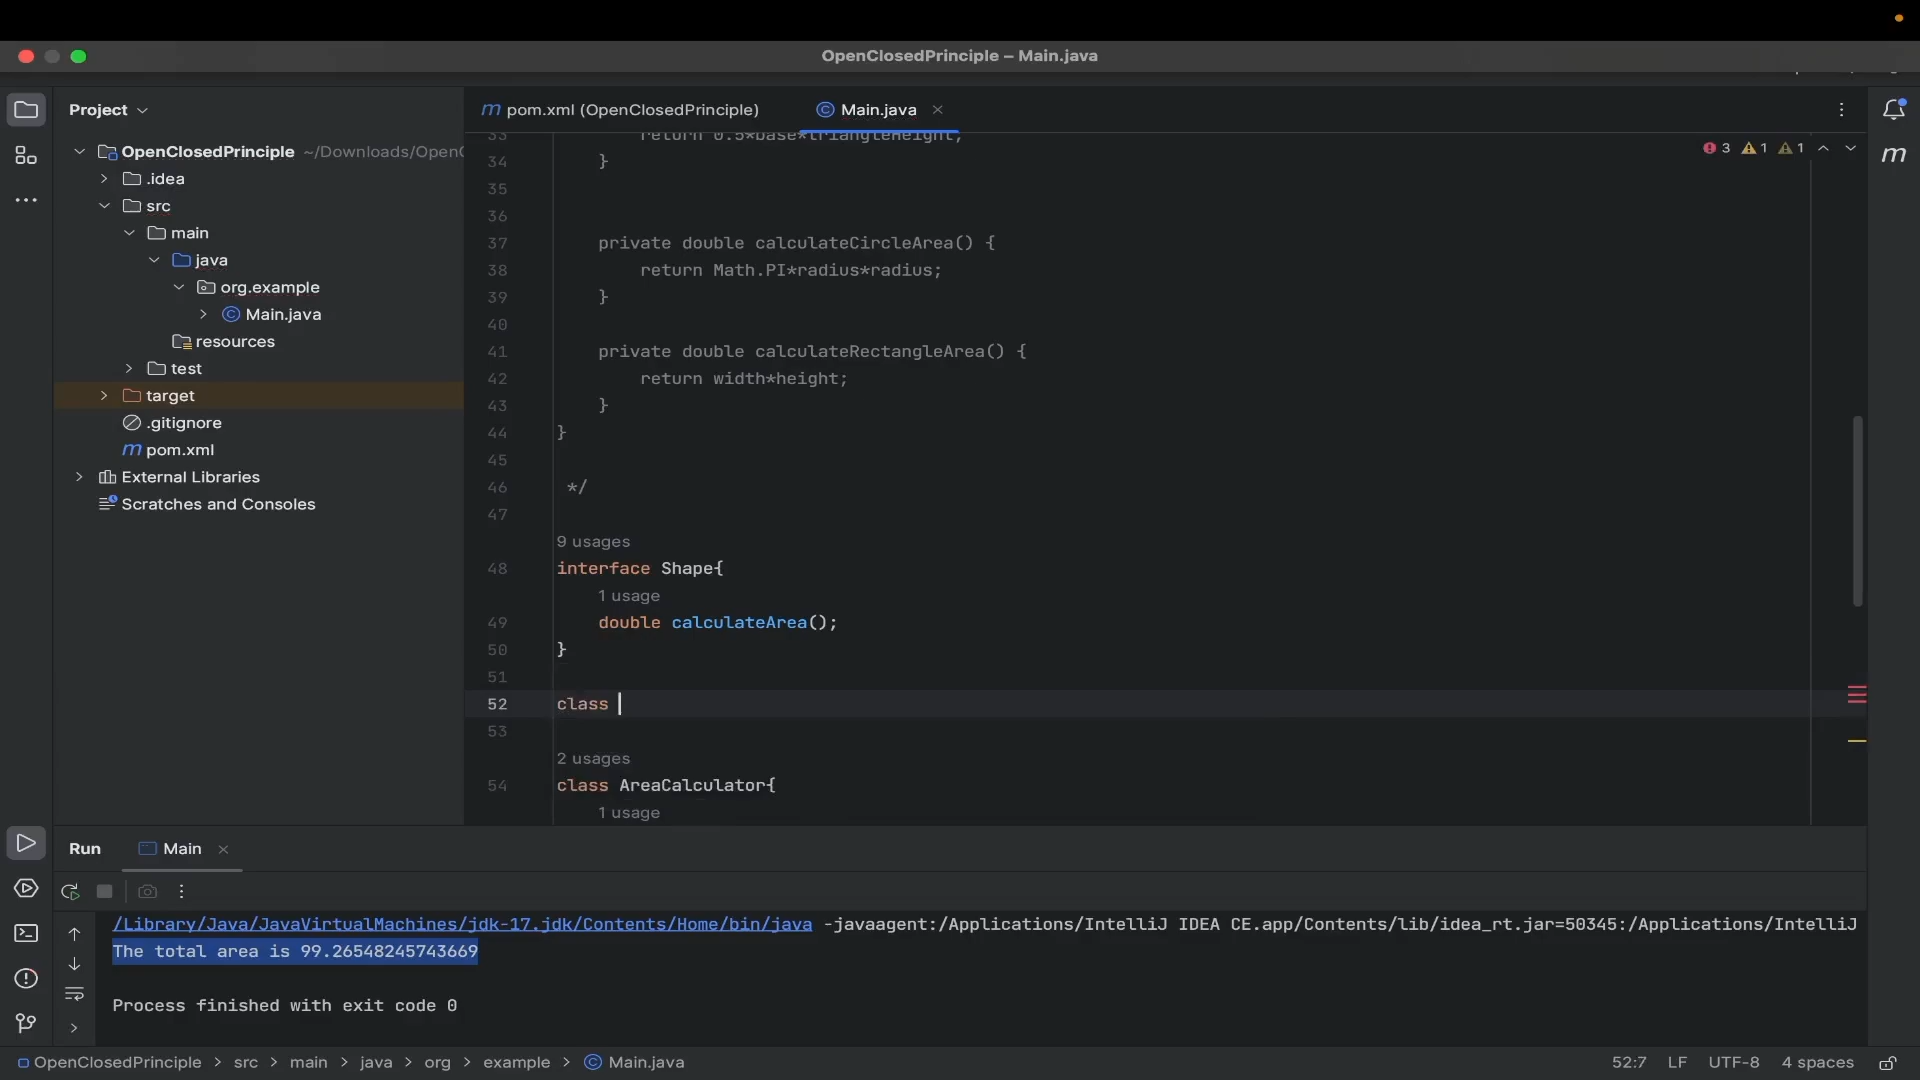 OpenClosedPrinciple – Main.java
Project
OpenClosedPrinciple ~/Downloads/OpenC
.idea
src
main
java
org.example
Main.java
resources
test
target
.gitignore
m pom.xml
External Libraries
Scratches and Consoles
m pom.xml (OpenClosedPrinciple)
Main.java
3 1 1
m
33 return 0.5*base*triangleHeight;
34 }
35
36
37 private double calculateCircleArea() {
38 return Math.PI*radius*radius;
39 }
40
41 private double calculateRectangleArea() {
42 return width*height;
43 }
44 }
45
46 */
47
9 usages
48 interface Shape{
1 usage
49 double calculateArea();
50 }
51
52 class
53
2 usages
54 class AreaCalculator{
1 usage
Run
Main
/Library/Java/JavaVirtualMachines/jdk-17.jdk/Contents/Home/bin/java -javaagent:/Applications/IntelliJ IDEA CE.app/Contents/lib/idea_rt.jar=50345:/Applications/IntelliJ
The total area is 99.26548245743669
Process finished with exit code 0
OpenClosedPrinciple > src > main > java > org > example > Main.java
52:7 LF UTF-8 4 spaces